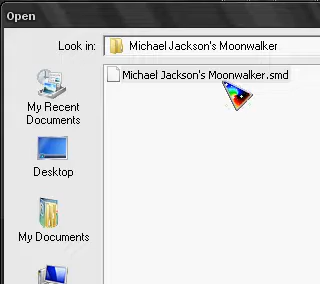 Open
Look in:
Michael Jackson's Moonwalker
Michael Jackson's Moonwalker.smd
My Recent
Documents
Desktop
My Documents